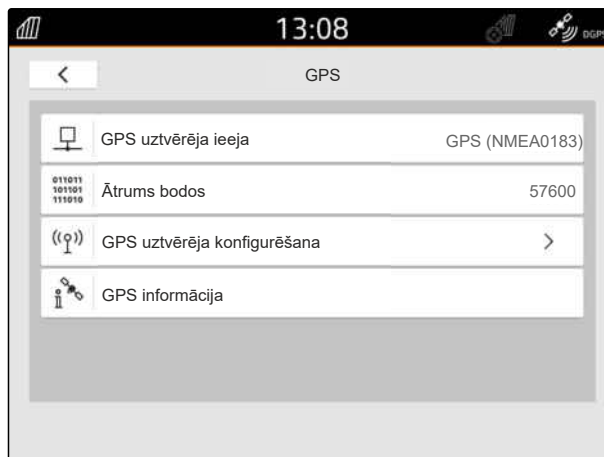 13:08
DGPS
GPS
GPS uztvērēja ieeja GPS (NMEA0183)
011011
101101
111010
Ātrums bodos 57600
GPS uztvērēja konfigurēšana
GPS informācija